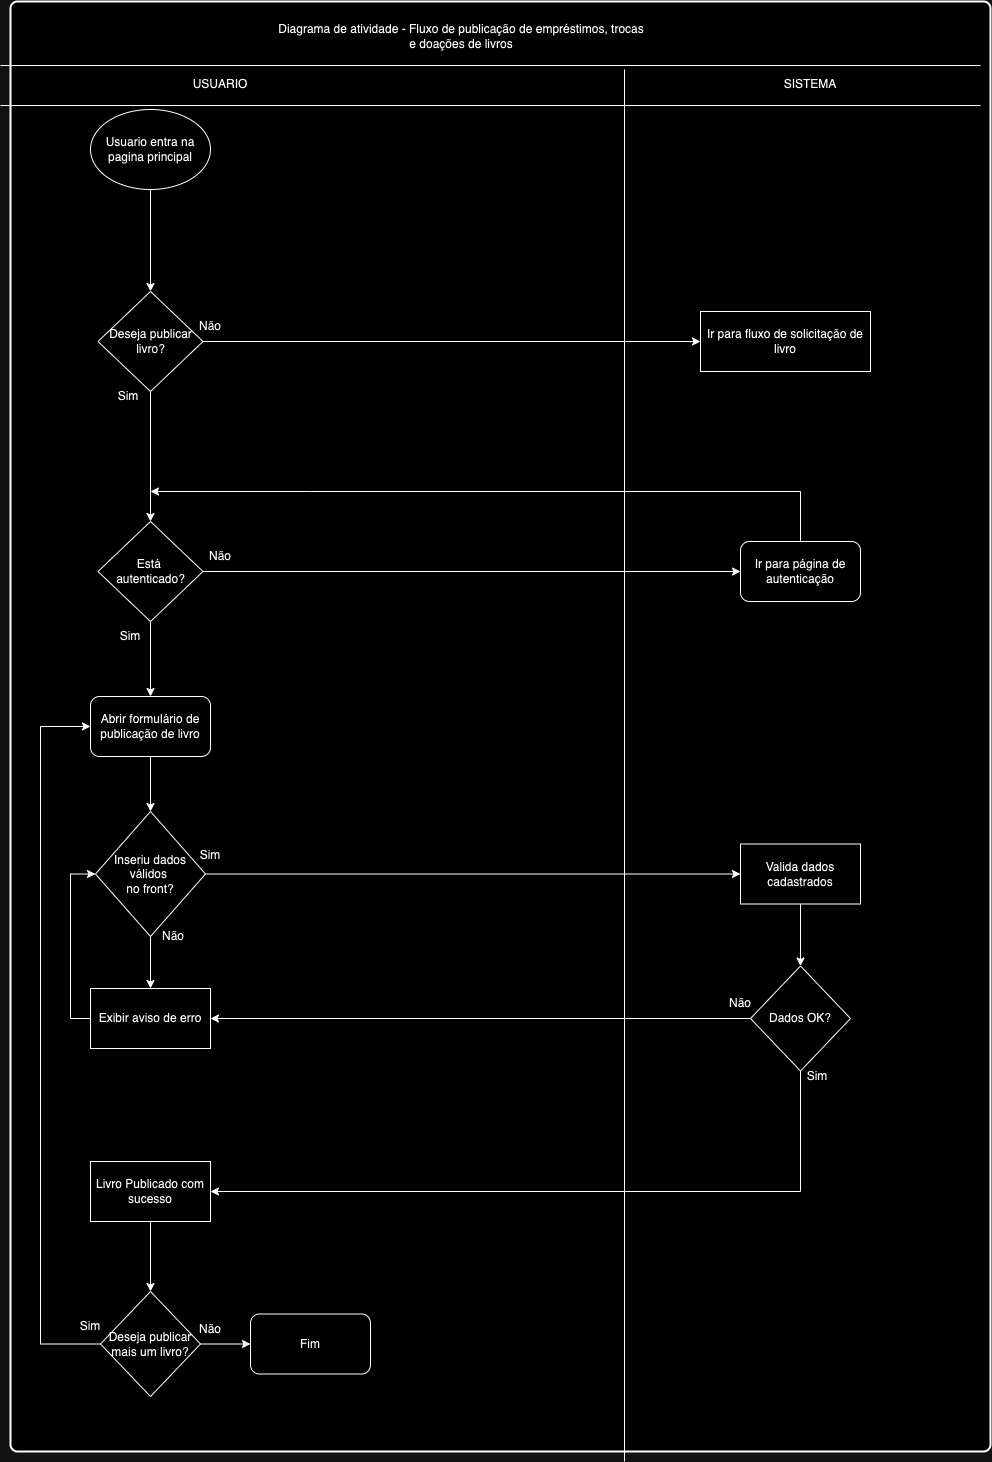 Diagrama de atividade - Fluxo de publicação de empréstimos, trocas
e doações de livros
USUARIO
SISTEMA
Usuario entra na
pagina principal
Deseja publicar
livro?
Não
Ir para fluxo de solicitação de
livro
Sim
Está
autenticado?
Não
Ir para página de
autenticação
Sim
Abrir formulário de
publicação de livro
Inseriu dados
válidos
no front?
Sim
Valida dados
cadastrados
Não
Exibir aviso de erro
Não
Dados OK?
Sim
Livro Publicado com
sucesso
Sim
Deseja publicar
mais um livro?
Não
Fim